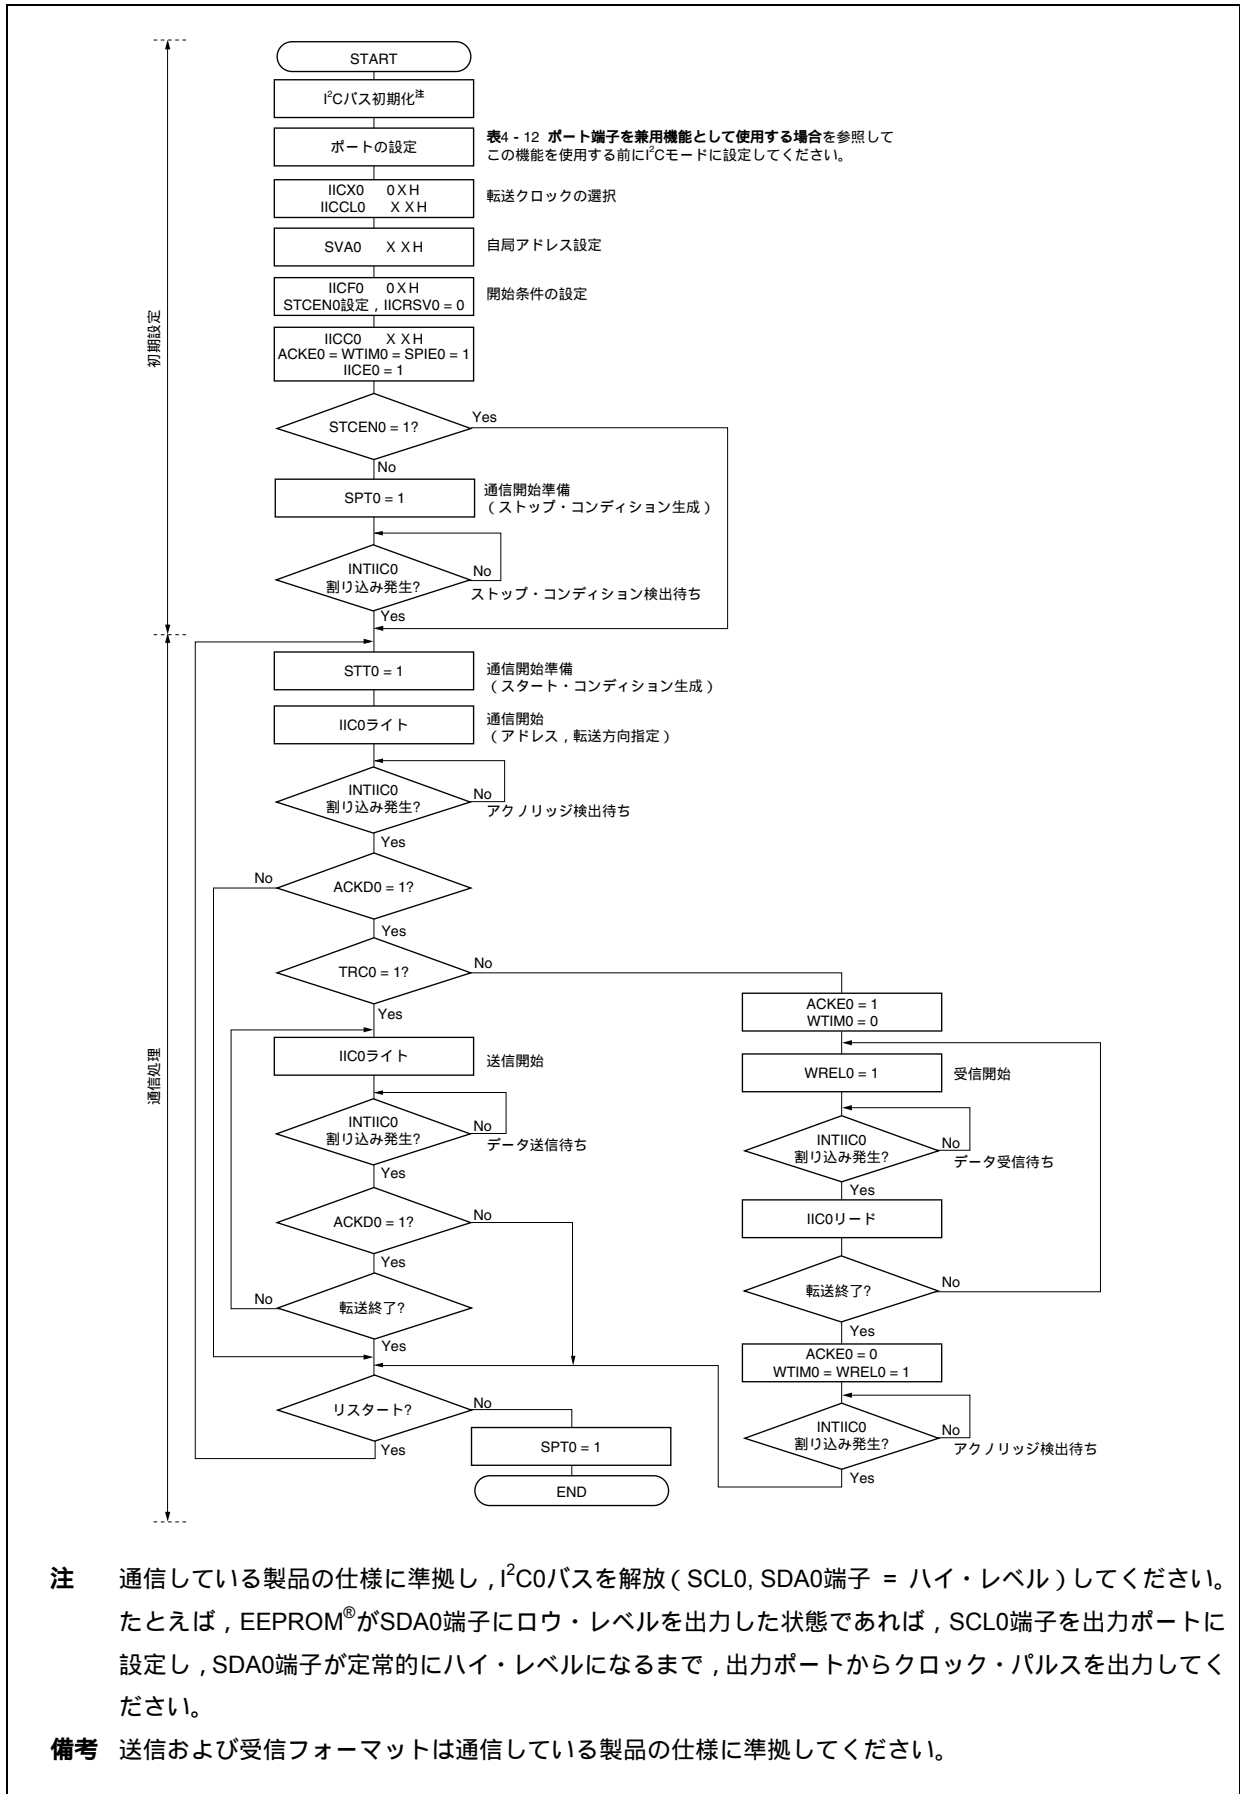 START
I²Cバス初期化注
ポートの設定
表4 - 12 ポート端子を兼用機能として使用する場合を参照して
この機能を使用する前にI²Cモードに設定してください。
IICX0 0XH
IICCL0 XXH
転送クロックの選択
SVA0 XXH
自局アドレス設定
IICF0 0XH
STCEN0設定，IICRSV0 = 0
開始条件の設定
IICC0 XXH
ACKE0 = WTIM0 = SPIE0 = 1
IICE0 = 1
初期設定
STCEN0 = 1?
Yes
No
SPT0 = 1
通信開始準備
（ストップ・コンディション生成）
INTIIC0
割り込み発生?
No
ストップ・コンディション検出待ち
Yes
STT0 = 1
通信開始準備
（スタート・コンディション生成）
IIC0ライト
通信開始
（アドレス，転送方向指定）
INTIIC0
割り込み発生?
No
アクノリッジ検出待ち
Yes
ACKD0 = 1?
No
Yes
TRC0 = 1?
No
Yes
通信処理
IIC0ライト
送信開始
INTIIC0
割り込み発生?
No
データ送信待ち
Yes
ACKD0 = 1?
No
Yes
転送終了?
No
Yes
リスタート?
No
Yes
SPT0 = 1
END
ACKE0 = 1
WTIM0 = 0
WREL0 = 1
受信開始
INTIIC0
割り込み発生?
No
データ受信待ち
Yes
IIC0リード
転送終了?
No
Yes
ACKE0 = 0
WTIM0 = WREL0 = 1
INTIIC0
割り込み発生?
No
アクノリッジ検出待ち
Yes
注 通信している製品の仕様に準拠し，I²C0バスを解放（SCL0, SDA0端子 = ハイ・レベル）してください。
たとえば，EEPROM®がSDA0端子にロウ・レベルを出力した状態であれば，SCL0端子を出力ポートに
設定し，SDA0端子が定常的にハイ・レベルになるまで，出力ポートからクロック・パルスを出力してく
ださい。
備考 送信および受信フォーマットは通信している製品の仕様に準拠してください。